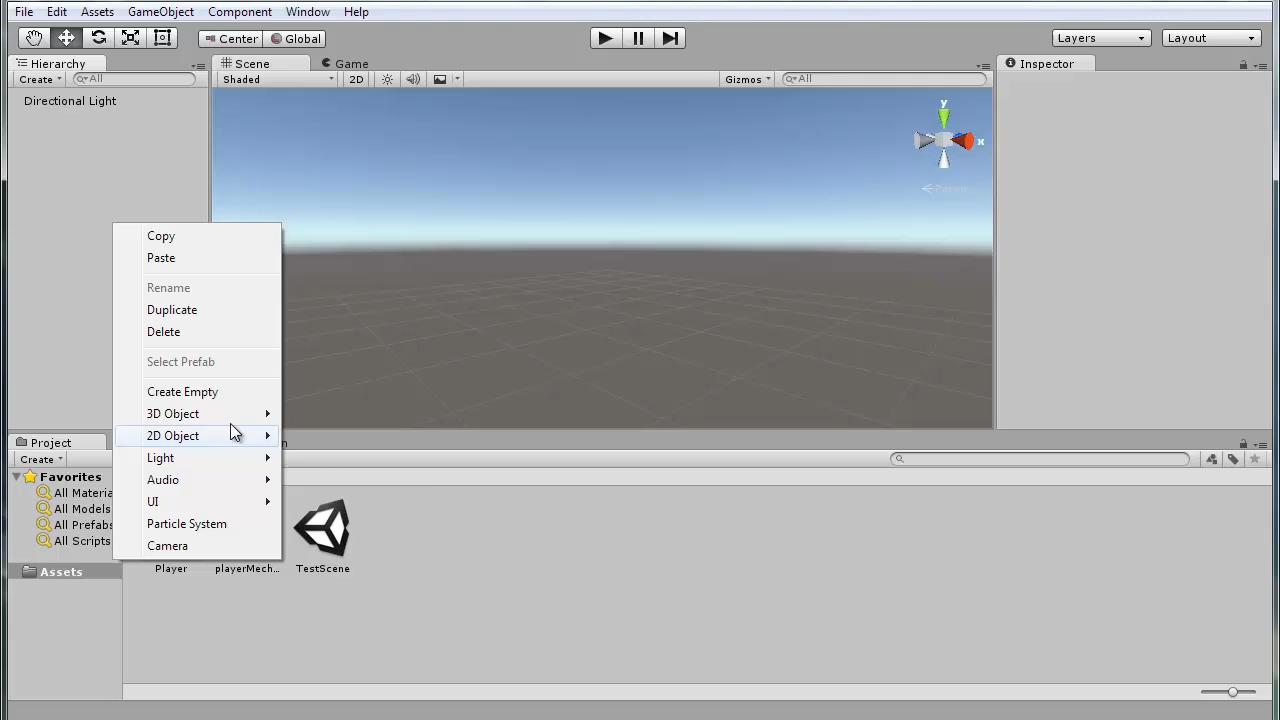 File Edit Assets GameObject Component Window Help
Center Global Layers Layout
Hierarchy Scene Game Inspector
Create All Shaded 2D Gizmos All
Directional Light
y
x
Copy
Paste
Rename
Duplicate
Delete
Select Prefab
Create Empty
3D Object
2D Object
Light
Audio
UI
Particle System
Camera
Project
Create
Favorites
All Materia
All Models
All Prefabs
All Scripts
Assets
Player playerMech... TestScene